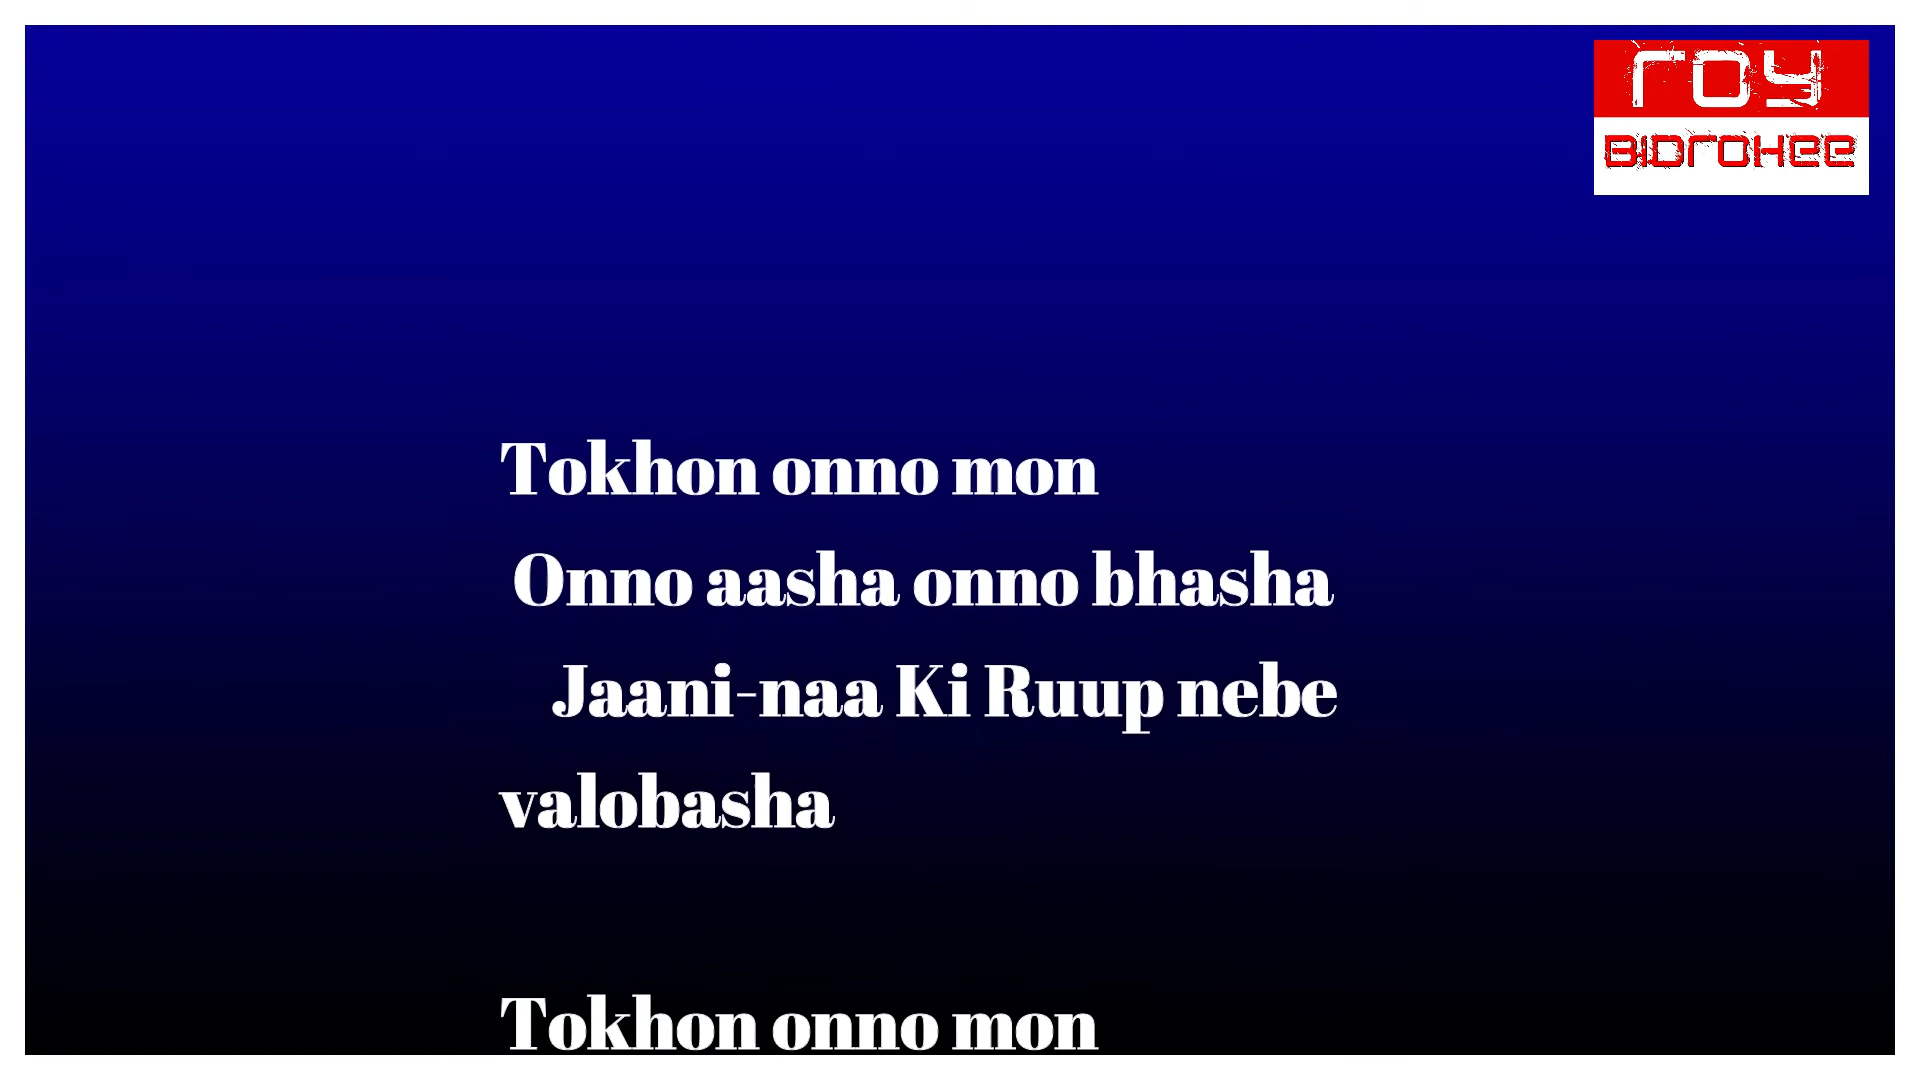 roy
BIDroHee
Tokhon onno mon
Onno aasha onno bhasha
Jaani-naa Ki Ruup nebe
valobasha
Tokhon onno mon